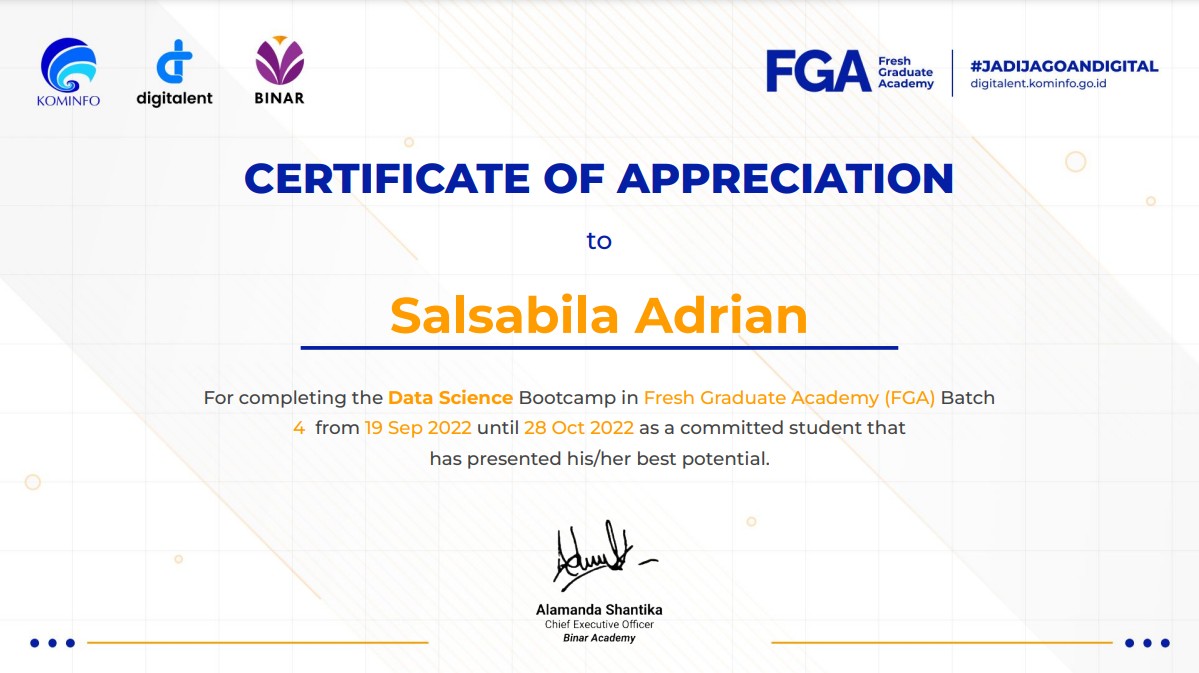 KOMINFO
digitalent
BINAR
FGA Fresh Graduate Academy
#JADIJAGOANDIGITAL
digitalent.kominfo.go.id
CERTIFICATE OF APPRECIATION
to
Salsabila Adrian
For completing the Data Science Bootcamp in Fresh Graduate Academy (FGA) Batch
4 from 19 Sep 2022 until 28 Oct 2022 as a committed student that
has presented his/her best potential.
Alamanda Shantika
Chief Executive Officer
Binar Academy